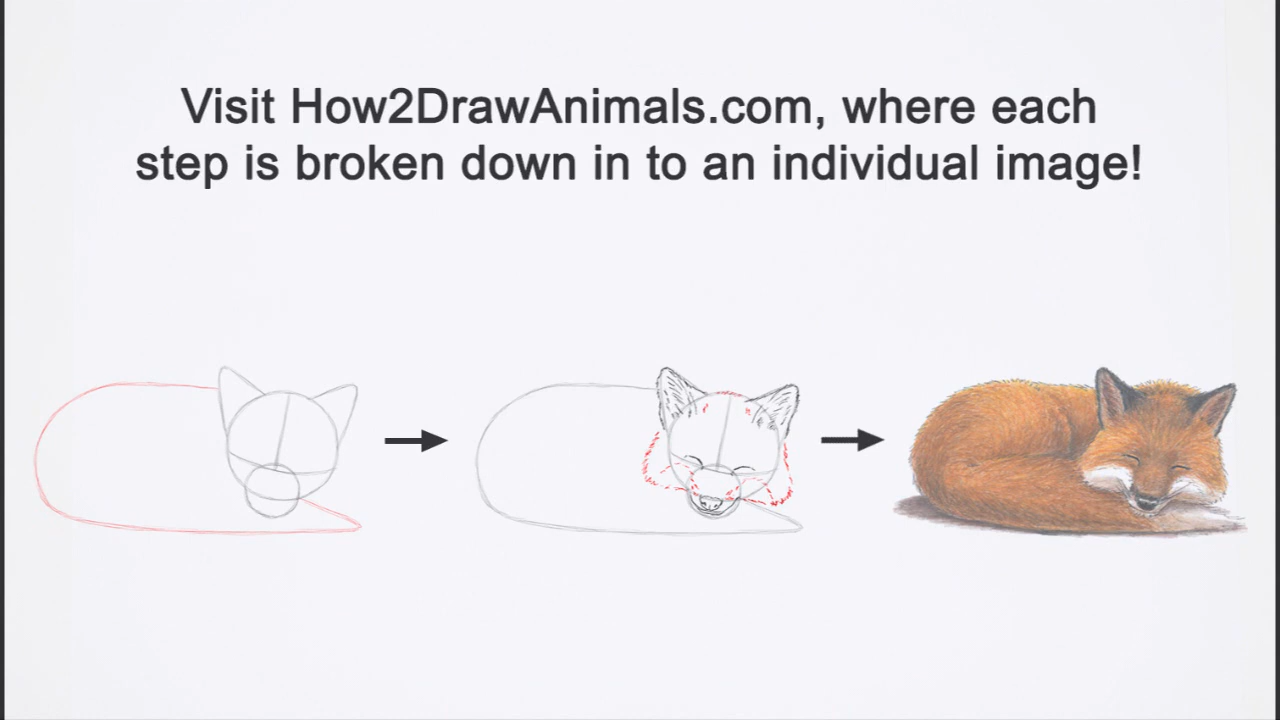 Visit How2DrawAnimals.com, where each
step is broken down in to an individual image!